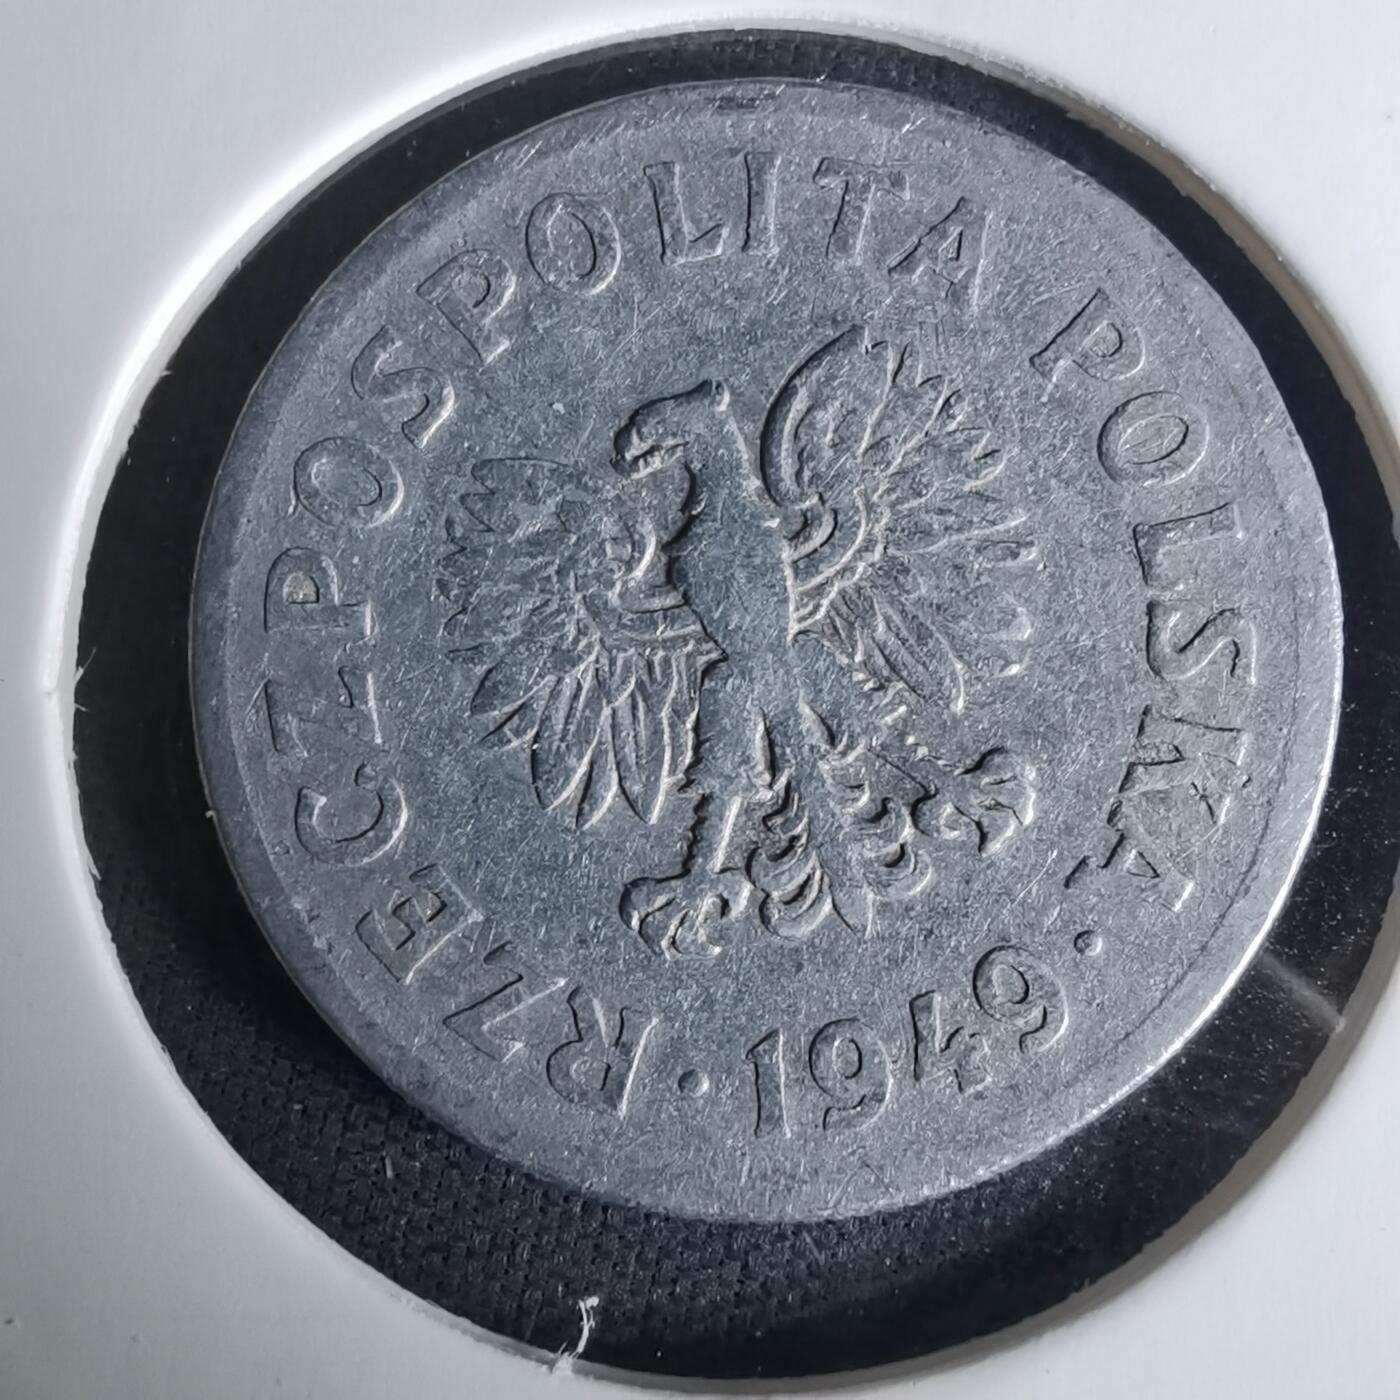 RZECZPOSPOLITA POLSKA
· 1949 ·